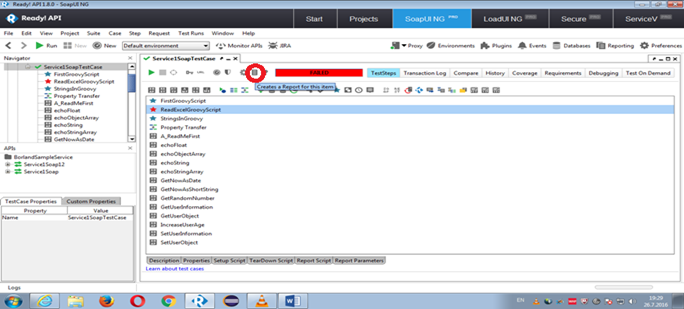 Ready! API 1.8.0 - SoapUI NG
Ready! API
Start
Projects
SoapUI NG PRO
LoadUI NG
Secure
ServiceV
File Edit View Project Suite Case Step Request Test Runs Window Help
Run
New
Default environment
Monitor APIs
JIRA
Proxy
Environments
Plugins
Events
Databases
Reporting
Preferences
Navigator
Service1SoapTestCase
FirstGroovyScript
ReadExcelGroovyScript
StringsInGroovy
Property Transfer
A_ReadMeFirst
echoFloat
echoObjectArray
echoString
echoStringArray
GetNowAsDate
APIs
BorlandSampleService
Service1Soap12
Service1Soap
TestCase Properties
Custom Properties
Property
Value
Name
Service1SoapTestCase
Service1SoapTestCase
FAILED
TestSteps
Transaction Log
Compare
History
Coverage
Requirements
Debugging
Test On Demand
Creates a Report for this item
FirstGroovyScript
ReadExcelGroovyScript
StringsInGroovy
Property Transfer
A_ReadMeFirst
echoFloat
echoObjectArray
echoString
echoStringArray
GetNowAsDate
GetNowAsShortString
GetRandomNumber
GetUserInformation
GetUserObject
IncreaseUserAge
SetUserInformation
SetUserObject
Description
Properties
Setup Script
TearDown Script
Report Script
Report Parameters
Learn about test cases
Logs
EN
19:29
26.7.2016